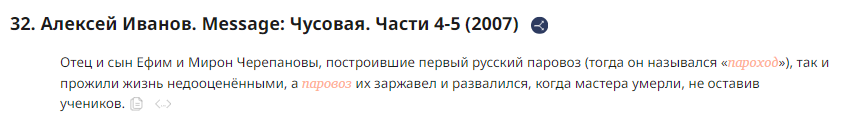 32. Алексей Иванов. Message: Чусовая. Части 4-5 (2007)
Отец и сын Ефим и Мирон Черепановы, построившие первый русский паровоз (тогда он назывался «пароход»), так и
прожили жизнь недооценёнными, а паровоз их заржавел и развалился, когда мастера умерли, не оставив
учеников.